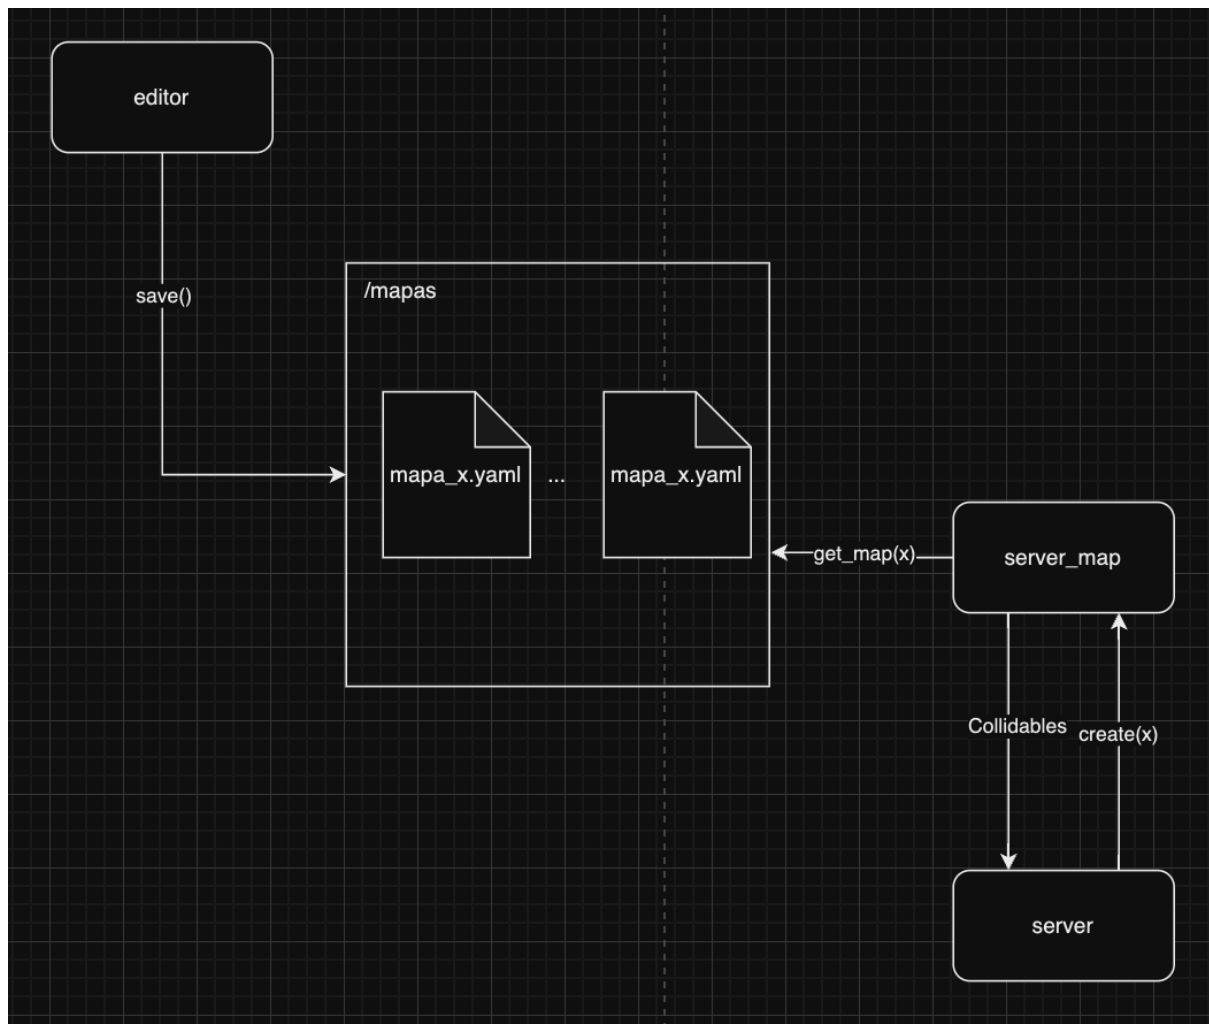 editor
save()
/mapas
mapa_x.yaml
...
mapa_x.yaml
get_map(x)
server_map
Collidables
create(x)
server